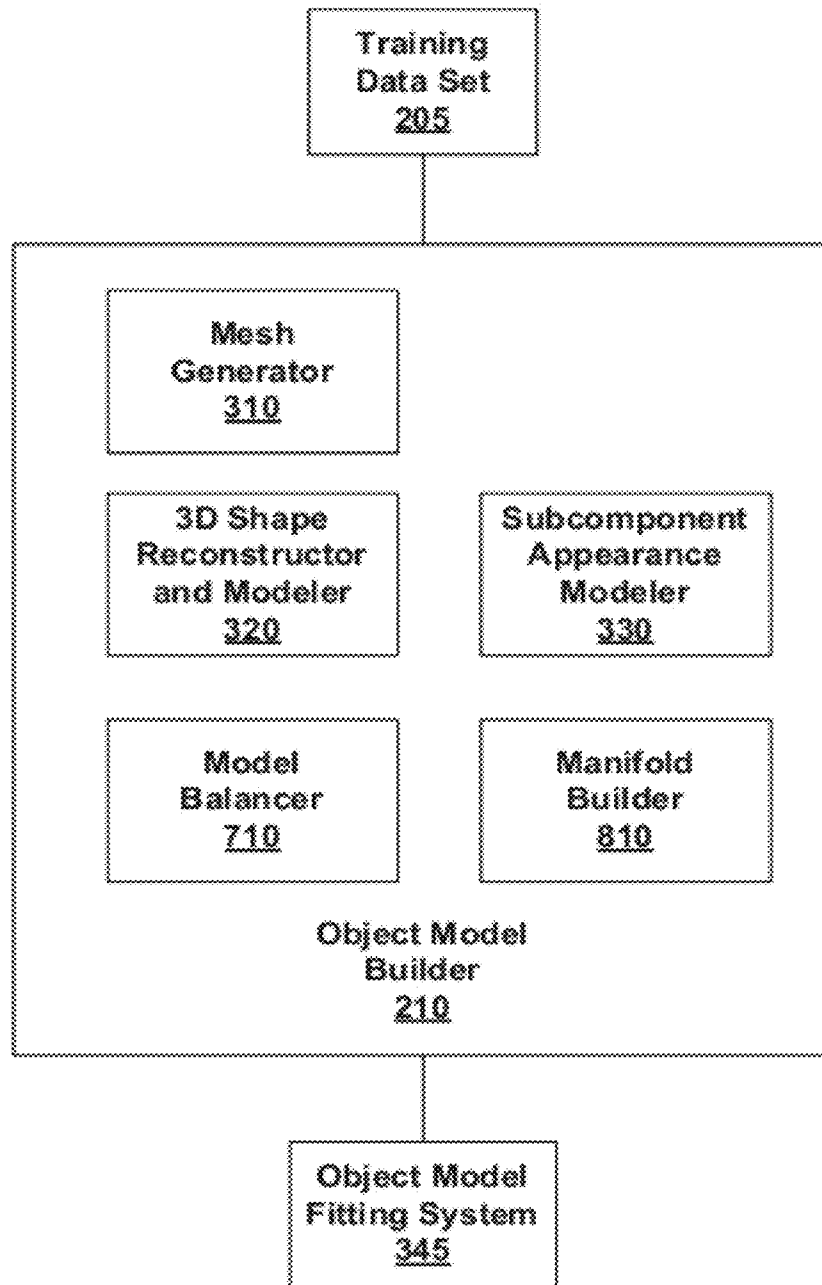 Training
Data Set
205
Mesh
Generator
310
3D Shape
Reconstructor
and Modeler
320
Subcomponent
Appearance
Modeler
330
Model
Balancer
710
Manifold
Builder
810
Object Model
Builder
210
Object Model
Fitting System
345